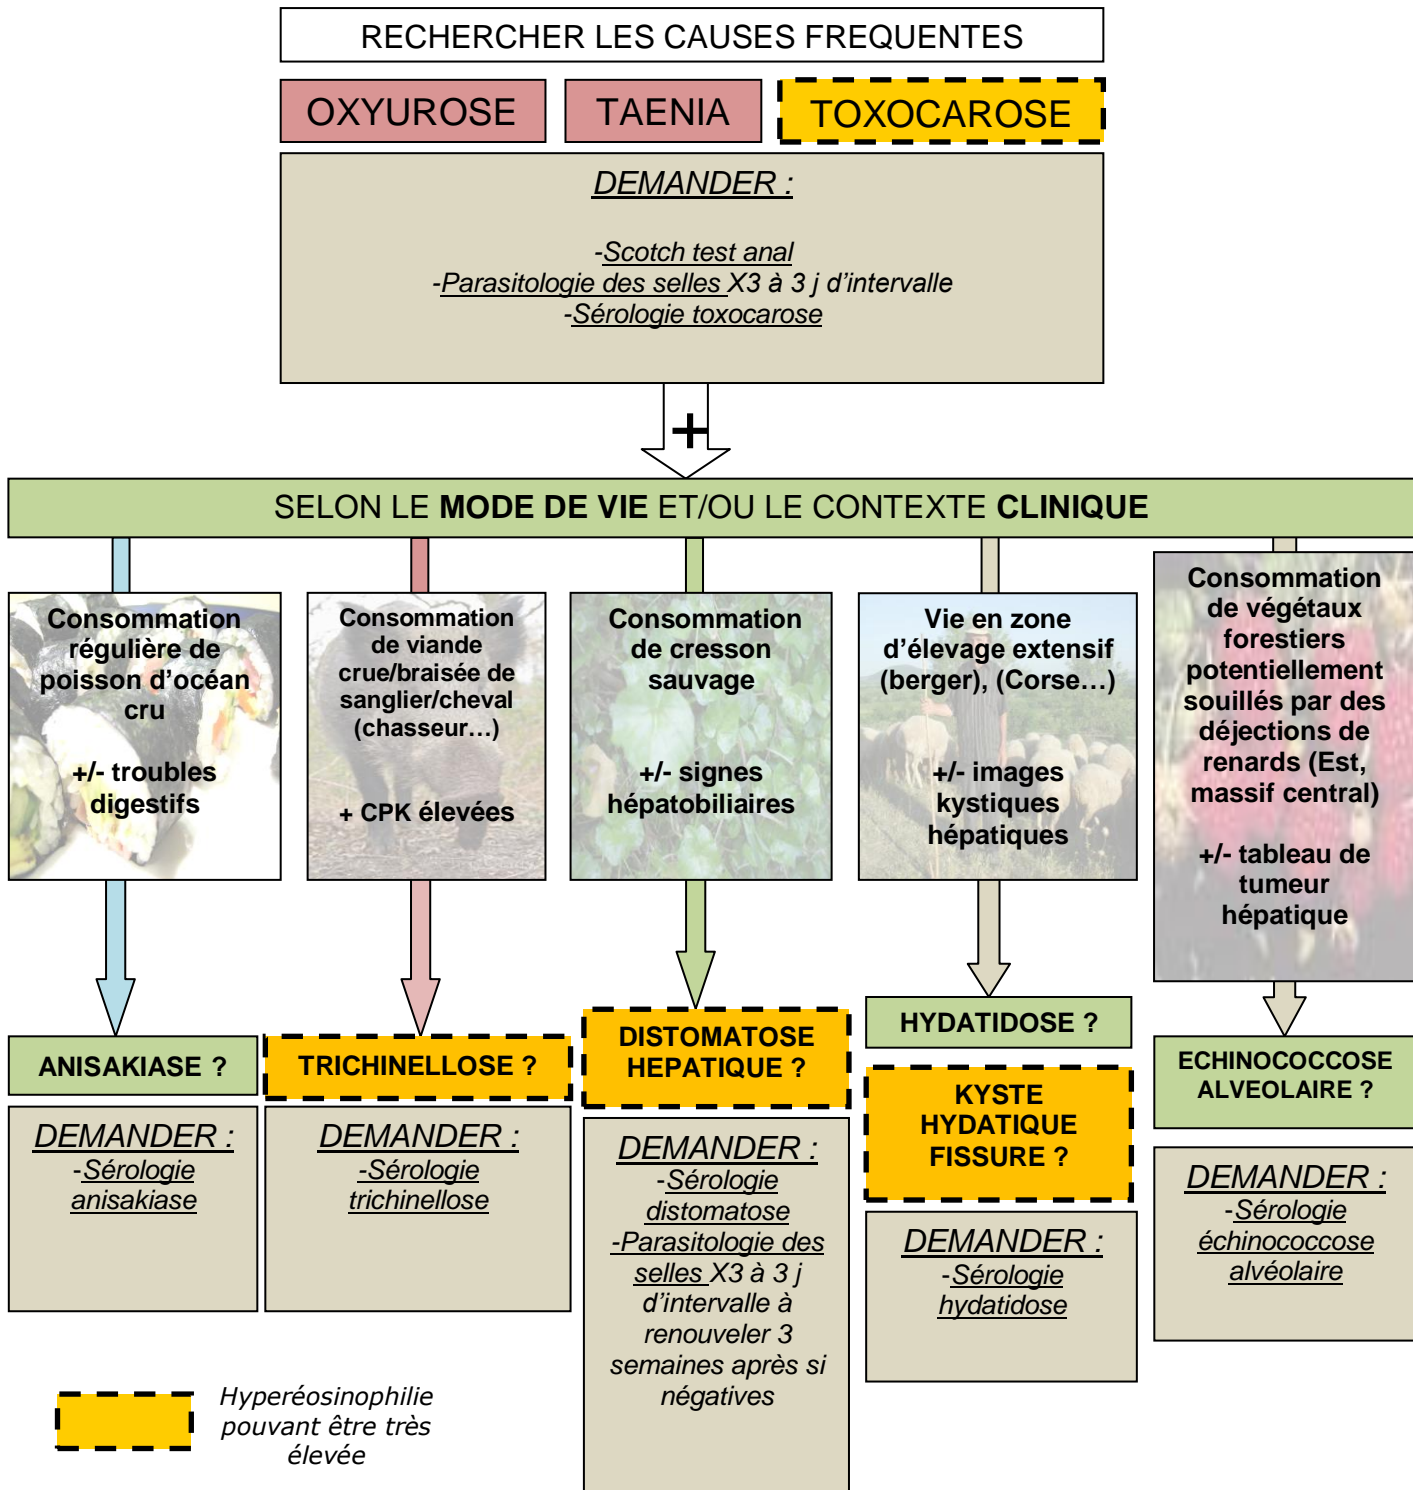 RECHERCHER LES CAUSES FREQUENTES
OXYUROSE
TAENIA
TOXOCAROSE
DEMANDER :
-Scotch test anal
-Parasitologie des selles X3 à 3 j d’intervalle
-Sérologie toxocarose
+
SELON LE MODE DE VIE ET/OU LE CONTEXTE CLINIQUE
Consommation
régulière de
poisson d’océan
cru
+/- troubles
digestifs
Consommation
de viande
crue/braisée de
sanglier/cheval
(chasseur…)
+ CPK élevées
Consommation
de cresson
sauvage
+/- signes
hépatobiliaires
Vie en zone
d’élevage extensif
(berger), (Corse…)
+/- images
kystiques
hépatiques
Consommation
de végétaux
forestiers
potentiellement
souillés par des
déjections de
renards (Est,
massif central)
+/- tableau de
tumeur
hépatique
ANISAKIASE ?
DEMANDER :
-Sérologie
anisakiase
TRICHINELLOSE ?
DEMANDER :
-Sérologie
trichinellose
DISTOMATOSE
HEPATIQUE ?
DEMANDER :
-Sérologie
distomatose
-Parasitologie des
selles X3 à 3 j
d’intervalle à
renouveler 3
semaines après si
négatives
HYDATIDOSE ?
KYSTE
HYDATIQUE
FISSURE ?
DEMANDER :
-Sérologie
hydatidose
ECHINOCOCCOSE
ALVEOLAIRE ?
DEMANDER :
-Sérologie
échinococcose
alvéolaire
Hyperéosinophilie
pouvant être très
élevée